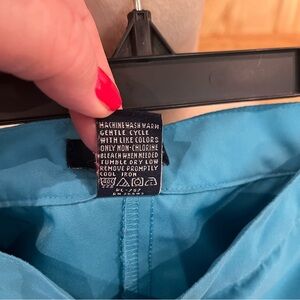 MACHINE WASH WARM
GENTLE CYCLE
WITH LIKE COLORS
ONLY NON-CHLORINE
BLEACH WHEN NEEDED
TUMBLE DRY LOW
REMOVE PROMPTLY
COOL IRON